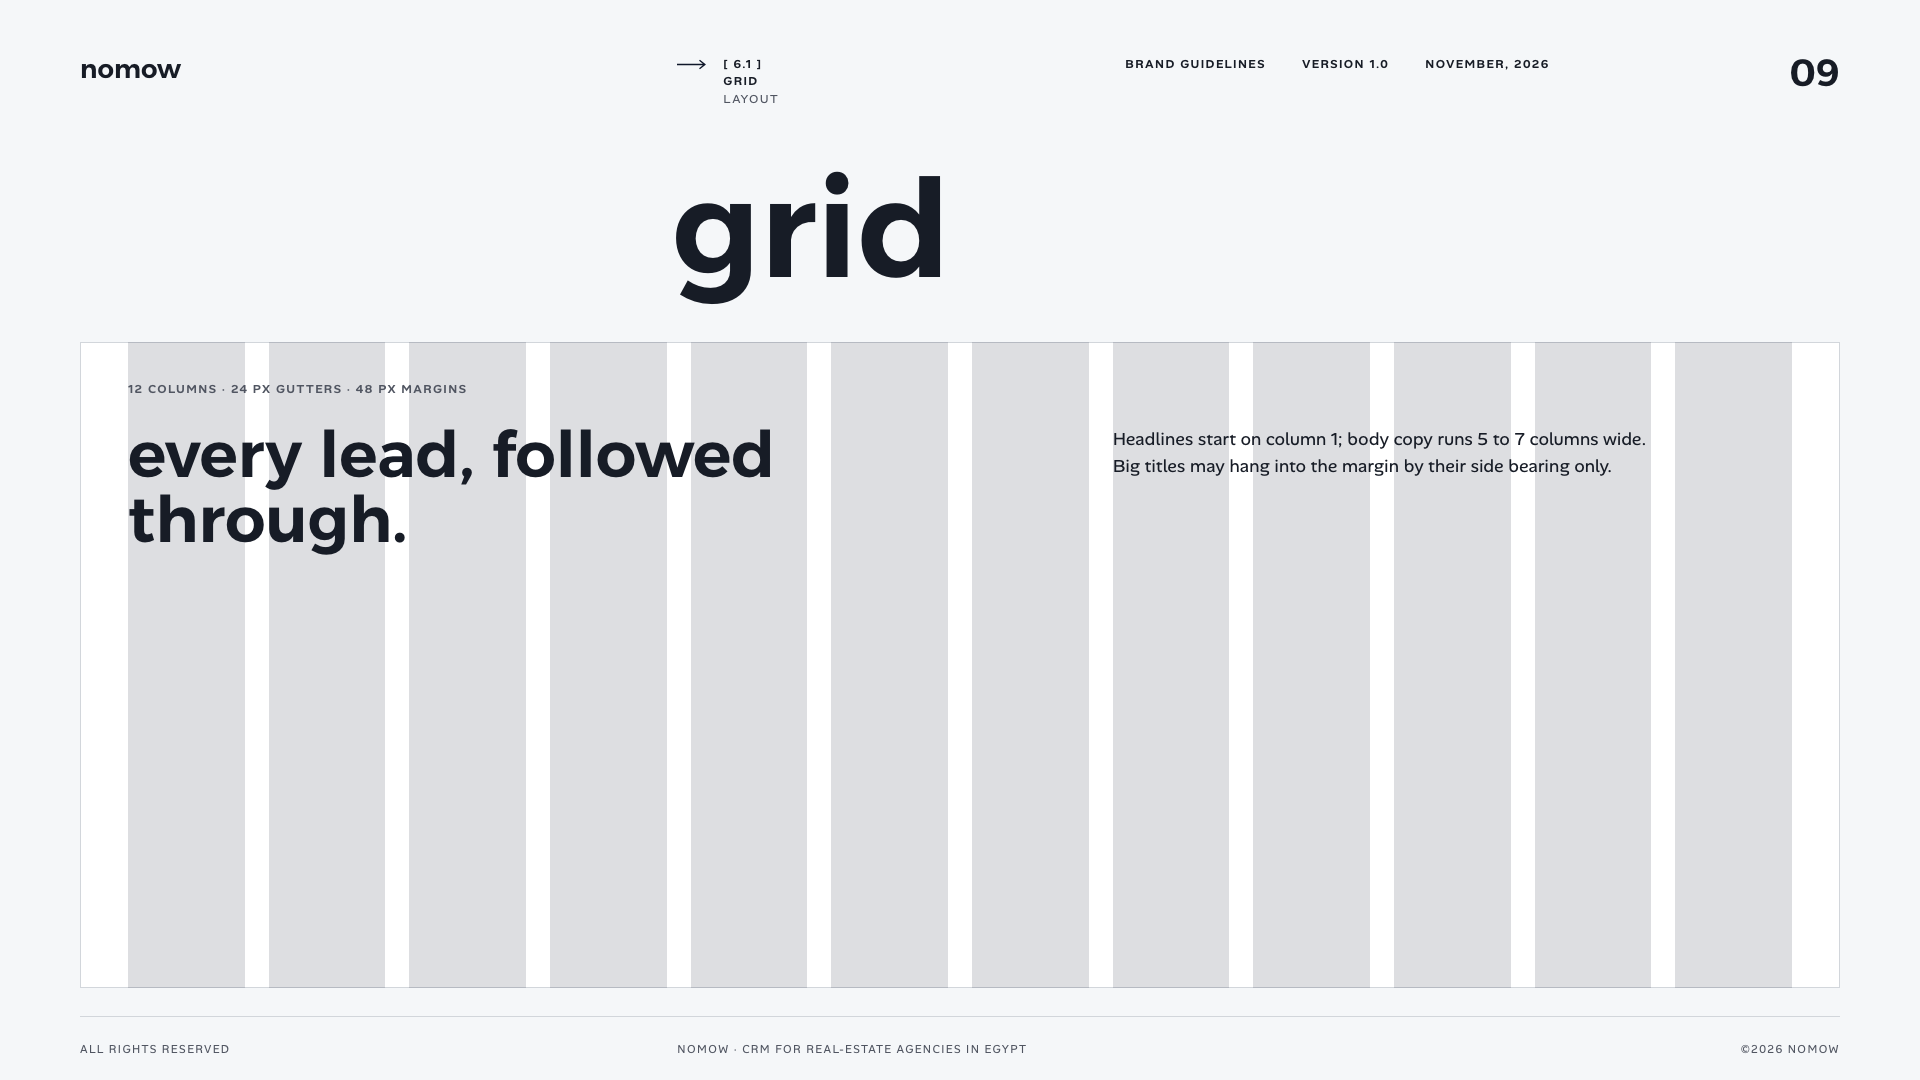 nomow
[ 6.1 ]
GRID
LAYOUT
BRAND GUIDELINES
VERSION 1.0
NOVEMBER, 2026
09
grid
12 COLUMNS · 24 PX GUTTERS · 48 PX MARGINS
every lead, followed
through.
Headlines start on column 1; body copy runs 5 to 7 columns wide.
Big titles may hang into the margin by their side bearing only.
ALL RIGHTS RESERVED
NOMOW · CRM FOR REAL-ESTATE AGENCIES IN EGYPT
©2026 NOMOW